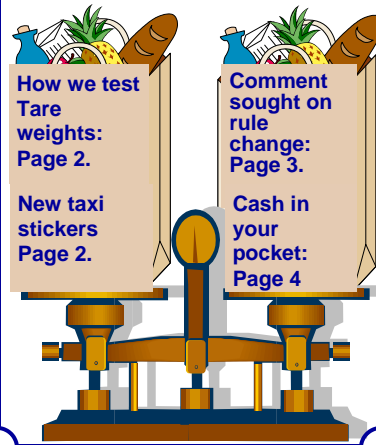 How we test
Tare
weights:
Page 2.
New taxi
stickers
Page 2.
Comment
sought on
rule
change:
Page 3.
Cash in
your
pocket:
Page 4